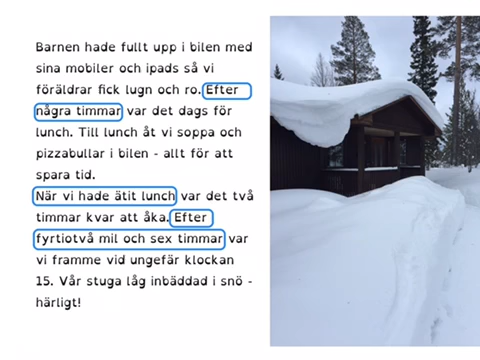 Barnen hade fullt upp i bilen med
sina mobiler och ipads så vi
föräldrar fick lugn och ro. Efter
några timmar var det dags för
lunch. Till lunch åt vi soppa och
pizzabullar i bilen - allt för att
spara tid.
När vi hade ätit lunch var det två
timmar kvar att åka. Efter
fyrtiotvå mil och sex timmar var
vi framme vid ungefär klockan
15. Vår stuga låg inbäddad i snö -
härligt!